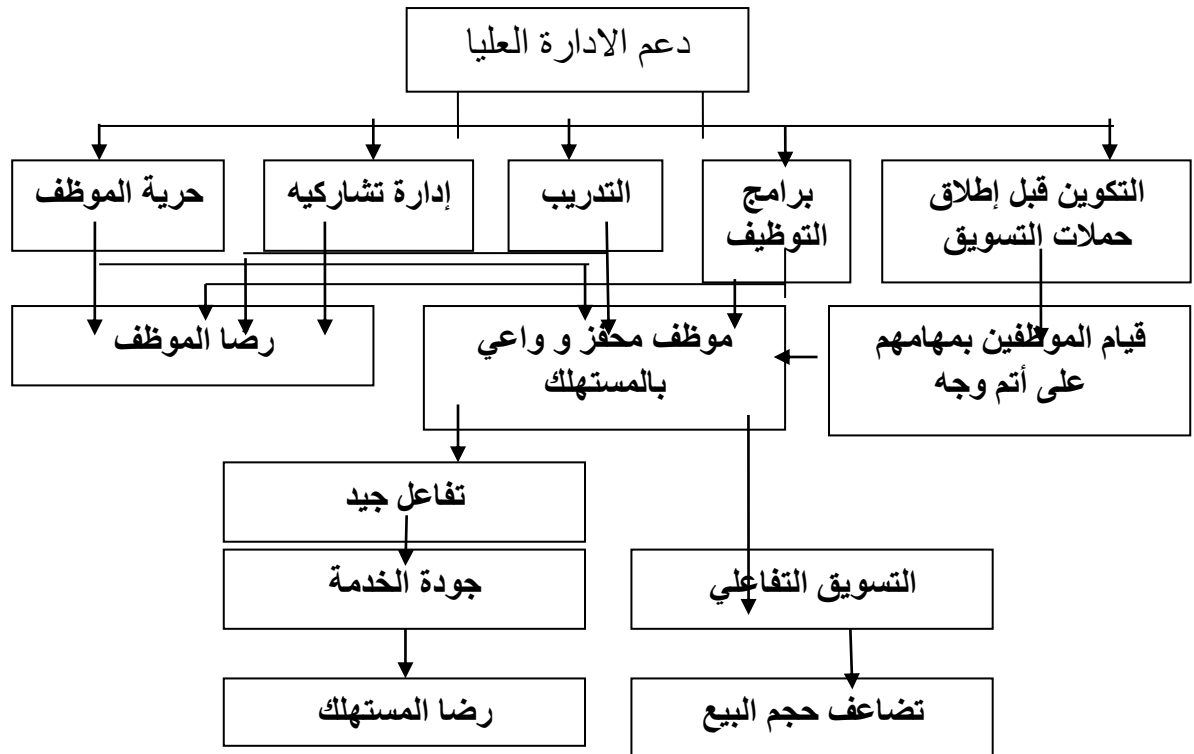 دعم الادارة العليا
التكوين قبل إطلاق
حملات التسويق
برامج
التوظيف
التدريب
إدارة تشاركيه
حرية الموظف
قيام الموظفين بمهامهم
على أتم وجه
موظف محفز و واعي
بالمستهلك
رضا الموظف
تفاعل جيد
التسويق التفاعلي
جودة الخدمة
تضاعف حجم البيع
رضا المستهلك